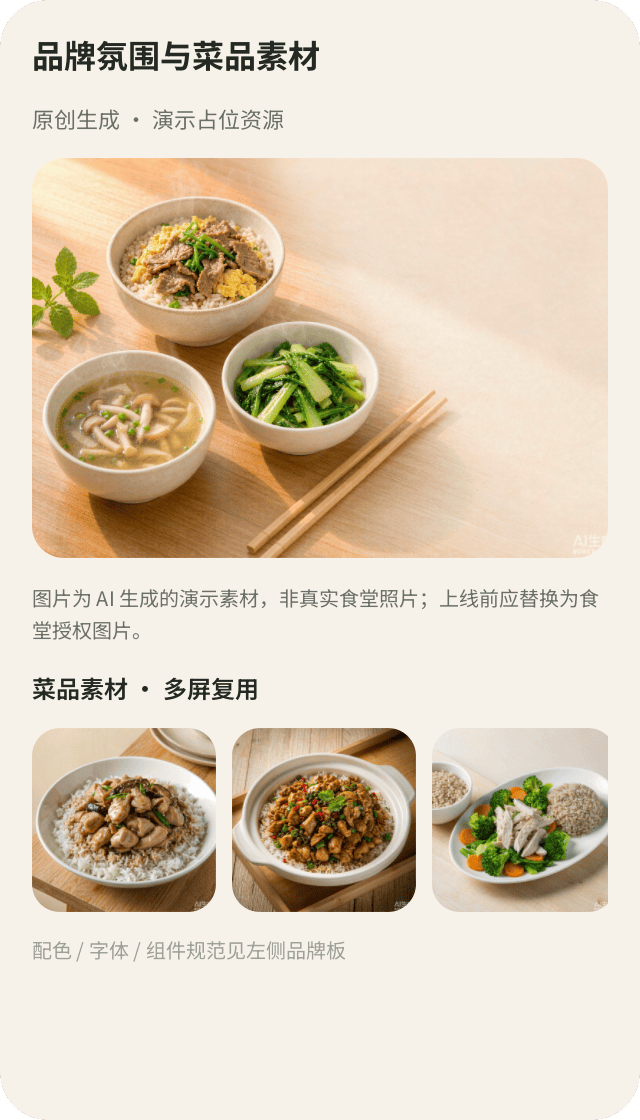 品牌氛围与菜品素材
原创生成 · 演示占位资源
AI生
图片为 AI 生成的演示素材，非真实食堂照片；上线前应替换为食
堂授权图片。
菜品素材 · 多屏复用
配色 / 字体 / 组件规范见左侧品牌板